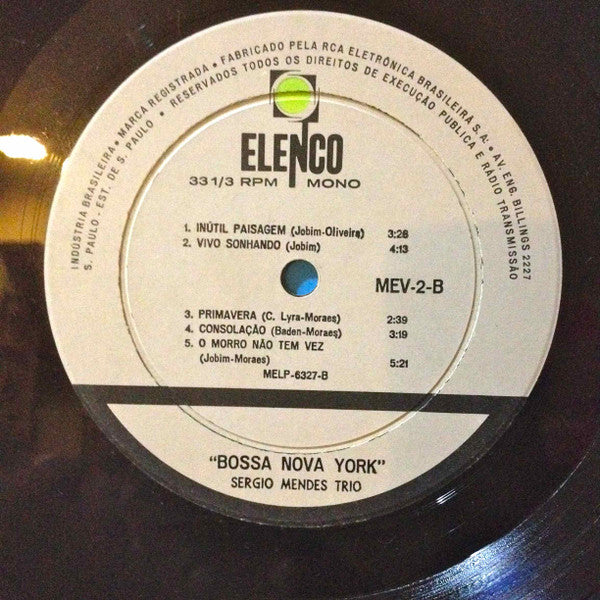 INDÚSTRIA BRASILEIRA • MARCA REGISTRADA • FABRICADO PELA RCA ELETRÔNICA BRASILEIRA S.A: • AV. ENG. BILLINGS 2227
S. PAULO - EST. DE S. PAULO • RESERVADOS TODOS OS DIREITOS DE EXECUÇÃO PUBLICA E RÁDIO TRANSMISSÃO
ELENCO
33 1/3 RPM MONO
1. INÚTIL PAISAGEM (Jobim-Oliveira) 3:26
2. VIVO SONHANDO (Jobim) 4:13
MEV-2-B
3. PRIMAVERA (C. Lyra-Moraes) 2:39
4. CONSOLAÇÃO (Baden-Moraes) 3:19
5. O MORRO NÃO TEM VEZ
(Jobim-Moraes) 5:21
MELP-6327-B
"BOSSA NOVA YORK"
SERGIO MENDES TRIO